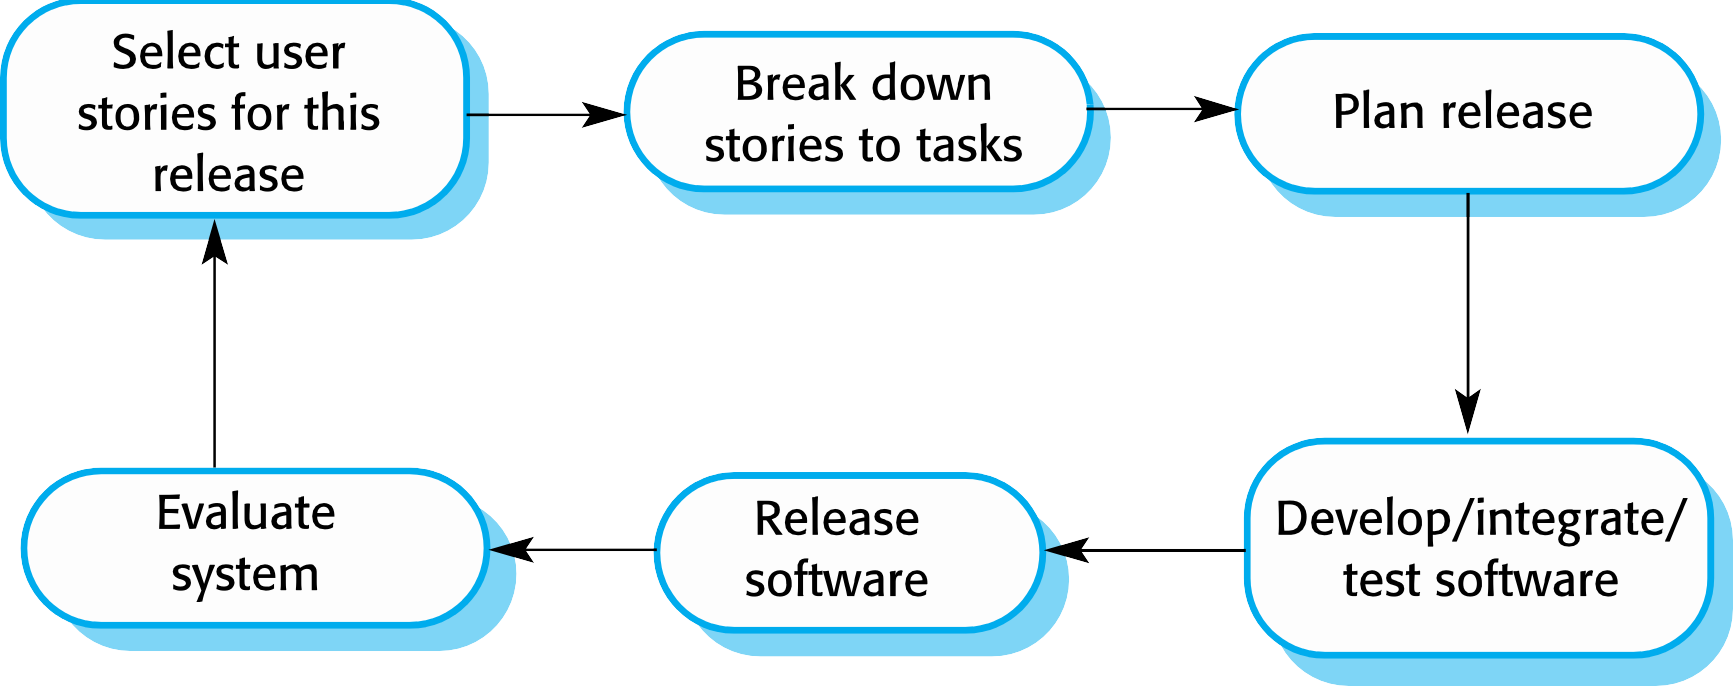 Select user
stories for this
release
Break down
stories to tasks
Plan release
Evaluate
system
Release
software
Develop/integrate/
test software